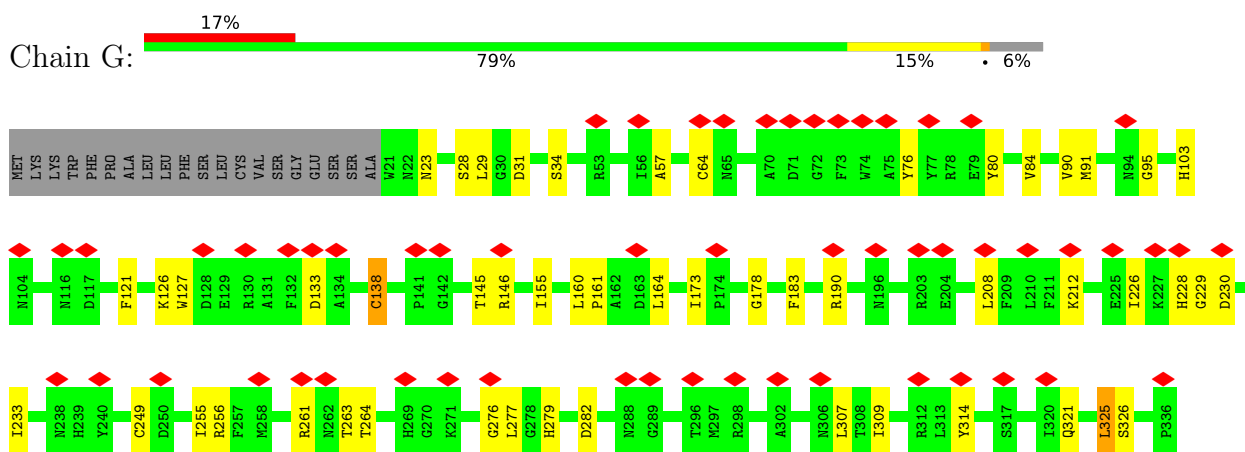 17%
Chain G:
79% 15% • 6%
MET LYS LYS TRP PHE PRO ALA LEU LEU PHE SER LEU CYS VAL SER GLY GLU SER SER ALA W21 N22 N23 S28 L29 G30 D31 S34 R53 I56 A57 C64 N65 A70 D71 G72 F73 W74 A75 Y76 Y77 R78 E79 Y80 V84 V90 M91 N94 G95 H103
N104 N116 D117 F121 K126 W127 D128 E129 R130 A131 F132 D133 A134 C138 P141 G142 T145 R146 I155 L160 P161 A162 D163 L164 I173 P174 G178 F183 R190 N196 R203 E204 L208 F209 L210 F211 K212 E225 I226 K227 H228 G229 D230
I233 N238 H239 Y240 C249 D250 I255 R256 F257 M258 R261 N262 T263 T264 H269 G270 K271 G276 L277 G278 H279 D282 N288 G289 T296 M297 R298 A302 N306 L307 T308 I309 R312 L313 Y314 S317 I320 Q321 L325 S326 P336